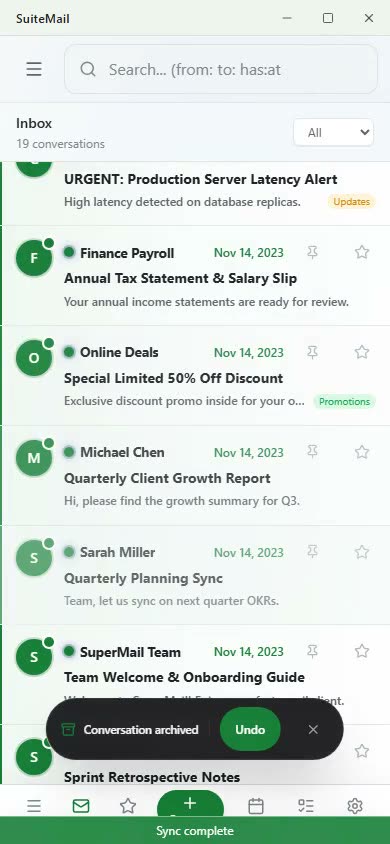 SuiteMail
Search... (from: to: has:at
Inbox
19 conversations
All
URGENT: Production Server Latency Alert
High latency detected on database replicas.
Updates
F
Finance Payroll
Nov 14, 2023
Annual Tax Statement & Salary Slip
Your annual income statements are ready for review.
O
Online Deals
Nov 14, 2023
Special Limited 50% Off Discount
Exclusive discount promo inside for your o...
Promotions
M
Michael Chen
Nov 14, 2023
Quarterly Client Growth Report
Hi, please find the growth summary for Q3.
S
Sarah Miller
Nov 14, 2023
Quarterly Planning Sync
Team, let us sync on next quarter OKRs.
S
SuperMail Team
Nov 14, 2023
Team Welcome & Onboarding Guide
Conversation archived
Undo
S
Sprint Retrospective Notes
Sync complete